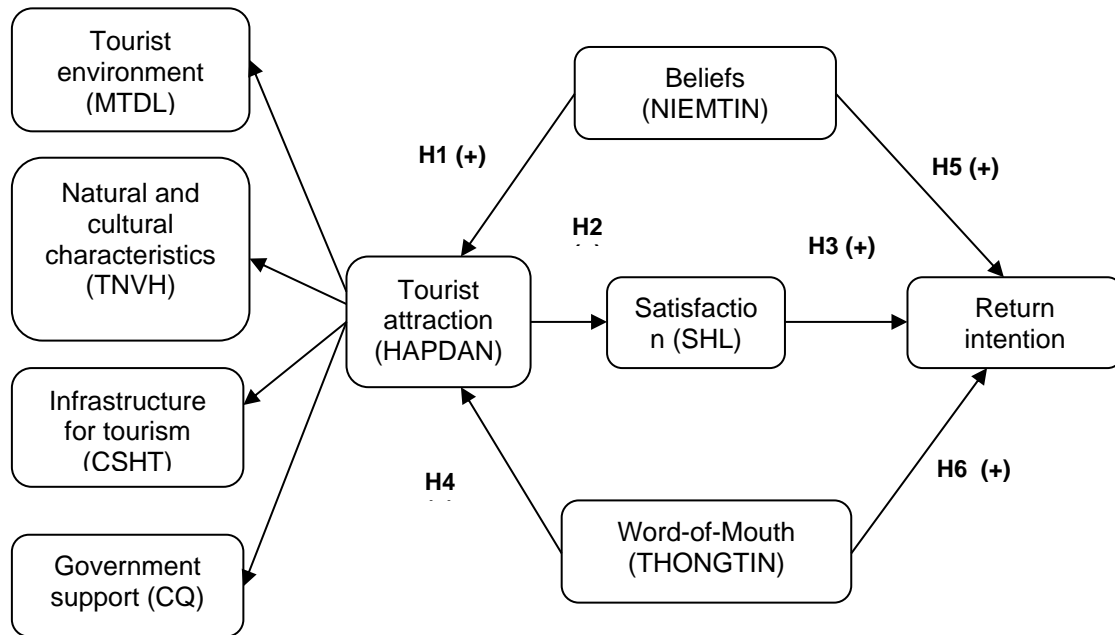 Tourist
environment
(MTDL)
Natural and
cultural
characteristics
(TNVH)
Infrastructure
for tourism
(CSHT)
Government
support (CQ)
Tourist
attraction
(HAPDAN)
Beliefs
(NIEMTIN)
Satisfactio
n (SHL)
Word-of-Mouth
(THONGTIN)
Return
intention
H1 (+)
H2
H3 (+)
H4
H5 (+)
H6 (+)